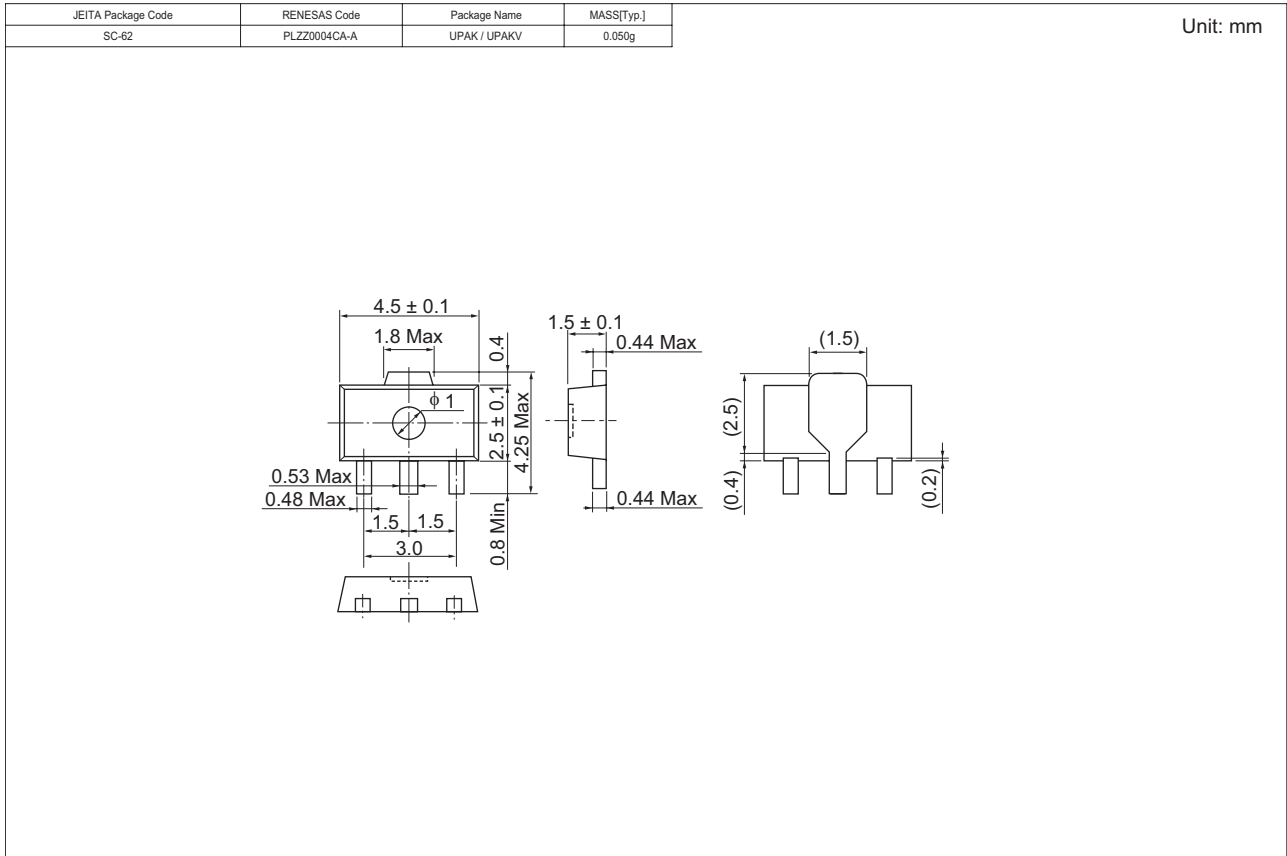 JEITA Package Code RENESAS Code Package Name MASS[Typ.]
SC-62 PLZZ0004CA-A UPAK / UPAKV 0.050g
Unit: mm
4.5 ± 0.1
1.8 Max
0.4
φ 1
2.5 ± 0.1
4.25 Max
0.53 Max
0.48 Max
1.5 1.5
3.0
0.8 Min
1.5 ± 0.1
0.44 Max
0.44 Max
(1.5)
(2.5)
(0.4)
(0.2)